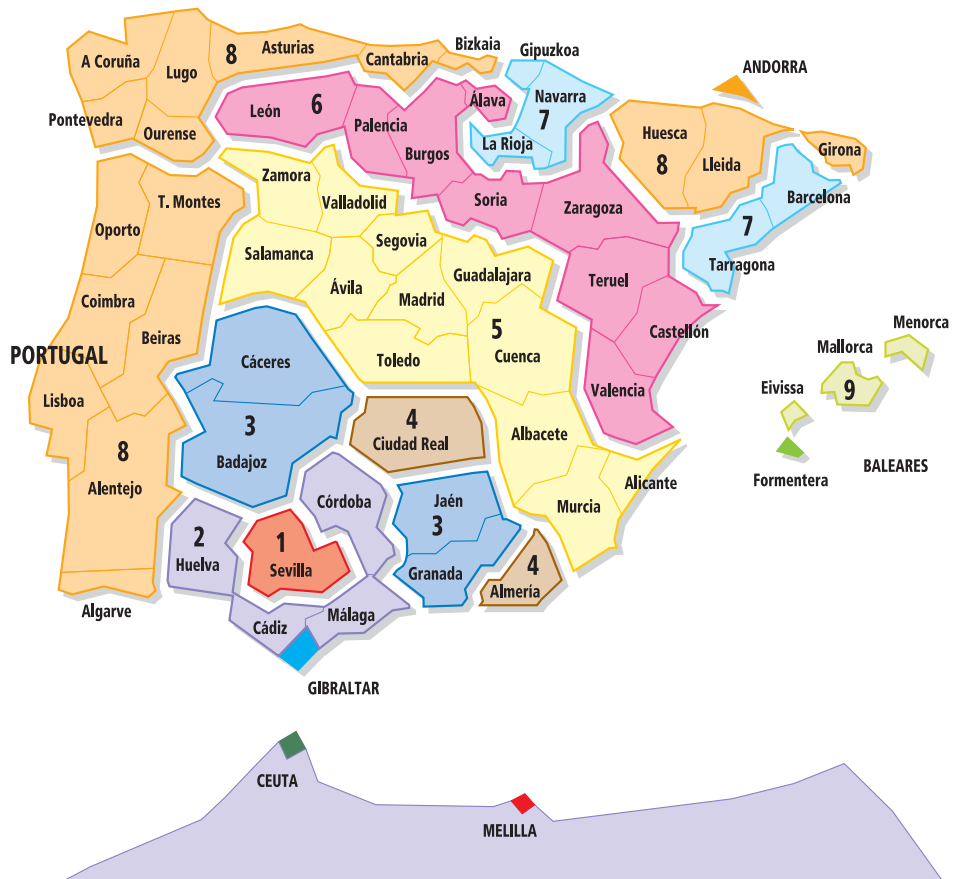 Bizkaia
Gipuzkoa
8
Asturias
A Coruña
Cantabria
Lugo
ANDORRA
Álava
Navarra
León
6
7
Pontevedra
Palencia
Ourense
Huesca
La Rioja
Burgos
8
Lleida
Girona
Zamora
T. Montes
Valladolid
Soria
Zaragoza
Barcelona
Oporto
7
Segovia
Salamanca
Tarragona
Guadalajara
Teruel
Ávila
Coimbra
Madrid
Menorca
5
Castellón
Beiras
Mallorca
PORTUGAL
Cáceres
Toledo
Cuenca
Eivissa
9
Lisboa
Valencia
4
3
Albacete
Ciudad Real
8
Badajoz
BALEARES
Formentera
Alicante
Alentejo
Córdoba
Jaén
Murcia
3
2
1
Huelva
Sevilla
Granada
4
Almería
Algarve
Málaga
Cádiz
GIBRALTAR
CEUTA
MELILLA